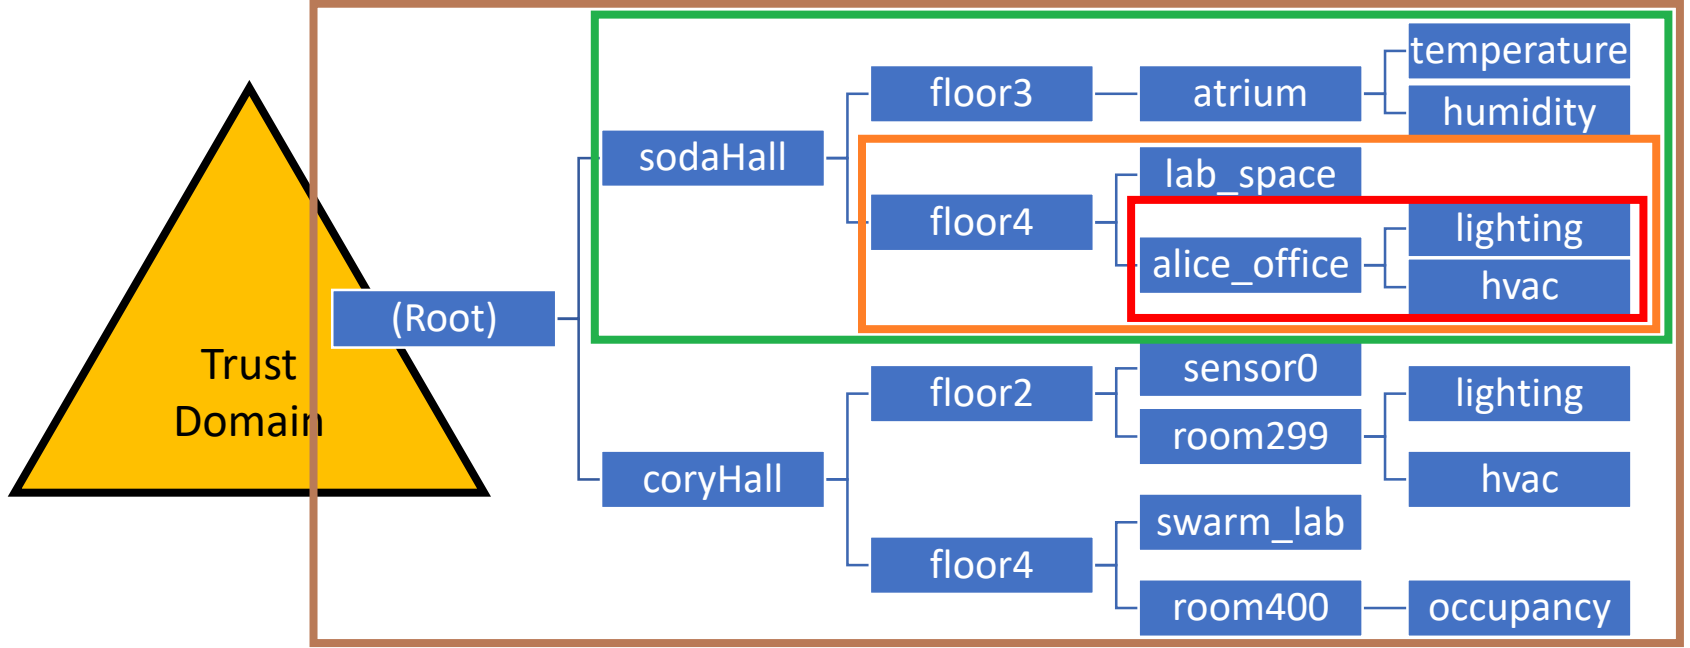 Trust
Domain
(Root)
sodaHall
floor3
atrium
temperature
humidity
floor4
lab_space
alice_office
lighting
hvac
coryHall
floor2
sensor0
room299
lighting
hvac
floor4
swarm_lab
room400
occupancy